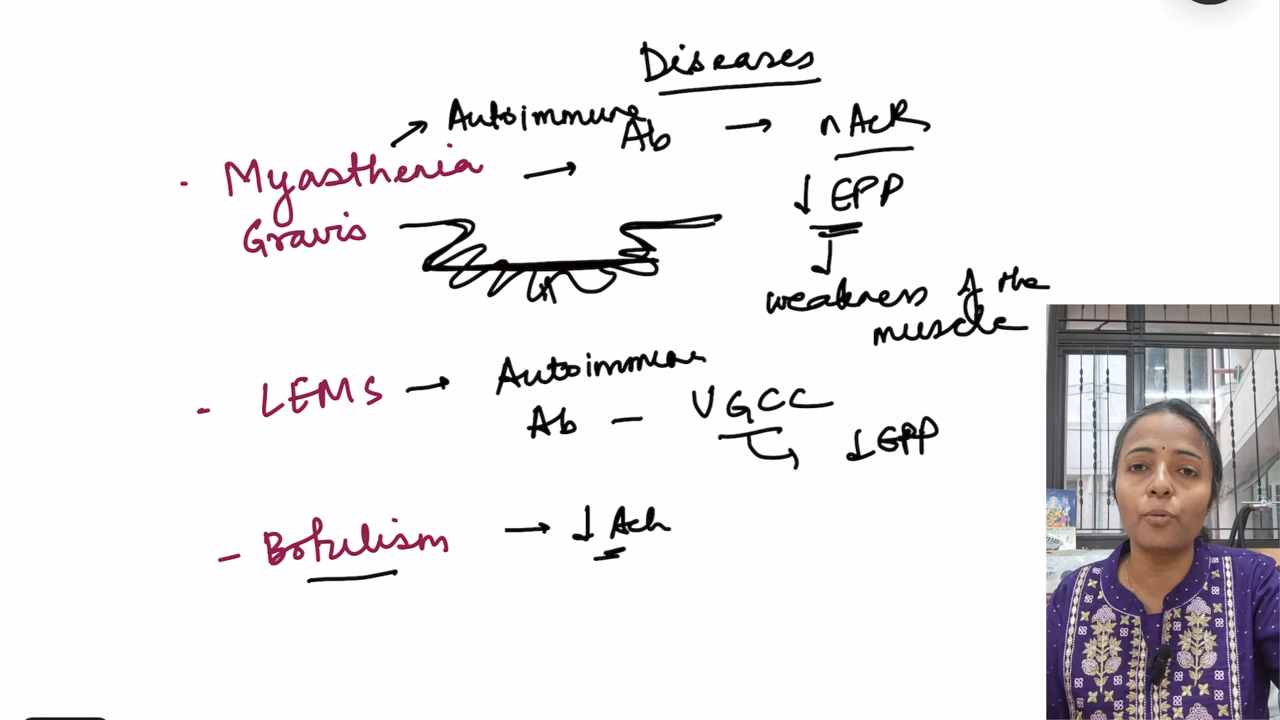 Diseases
→ Autoimmune
· Myasthenia → Ab → nAcR
Gravis
↓ EPP
↓
weakness of the
muscle
- LEMS → Autoimmune
Ab - VGCC
↓ EPP
- Botulism → ↓ Ach